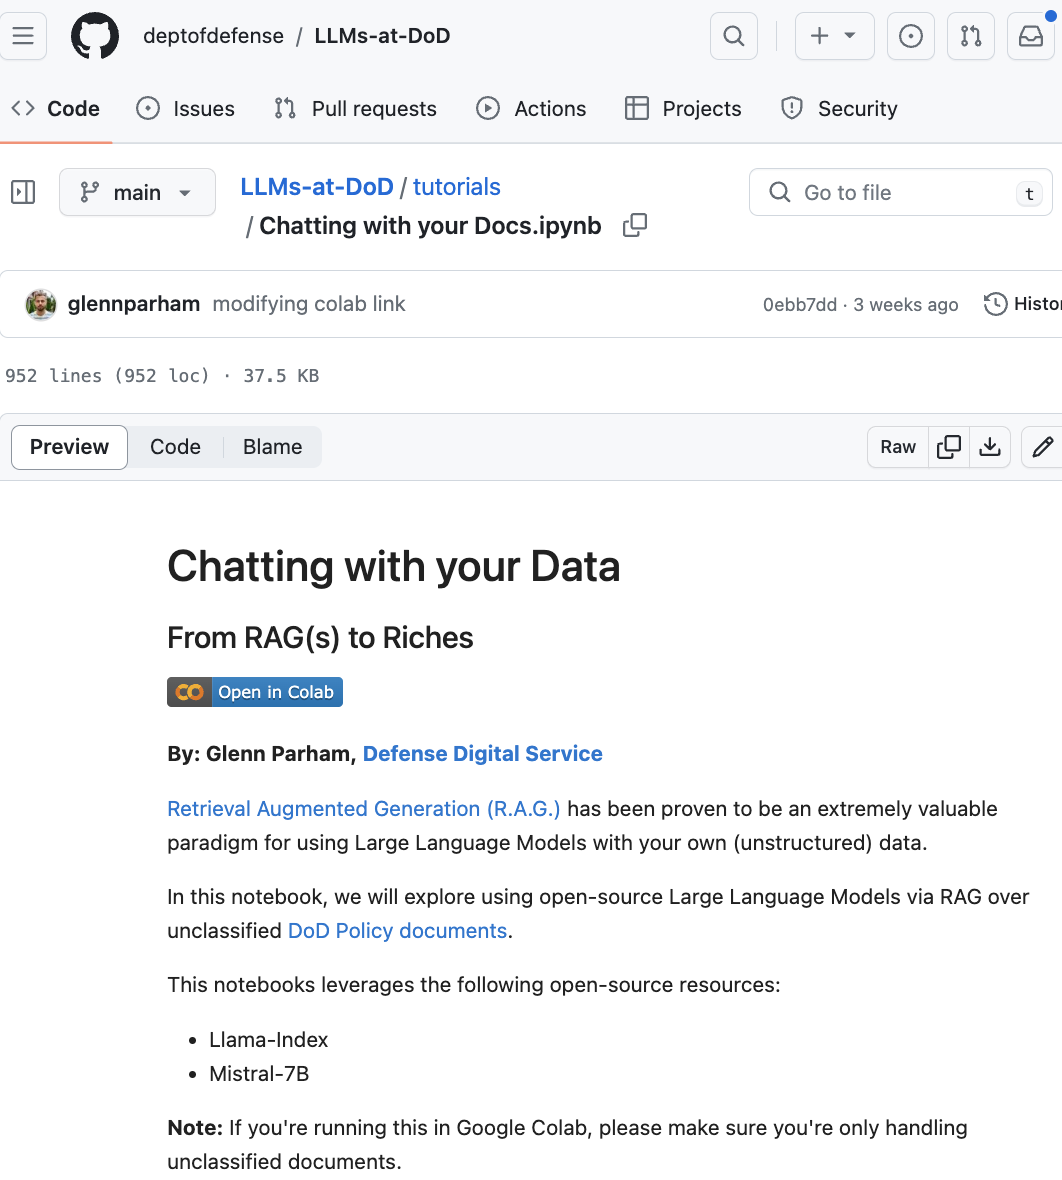 deptofdefense / LLMs-at-DoD
Code Issues Pull requests Actions Projects Security
main
LLMs-at-DoD / tutorials
/ Chatting with your Docs.ipynb
Go to file t
glennparham modifying colab link 0ebb7dd · 3 weeks ago Histor
952 lines (952 loc) · 37.5 KB
Preview Code Blame Raw
Chatting with your Data
From RAG(s) to Riches
Open in Colab
By: Glenn Parham, Defense Digital Service
Retrieval Augmented Generation (R.A.G.) has been proven to be an extremely valuable
paradigm for using Large Language Models with your own (unstructured) data.
In this notebook, we will explore using open-source Large Language Models via RAG over
unclassified DoD Policy documents.
This notebooks leverages the following open-source resources:
• Llama-Index
• Mistral-7B
Note: If you're running this in Google Colab, please make sure you're only handling
unclassified documents.